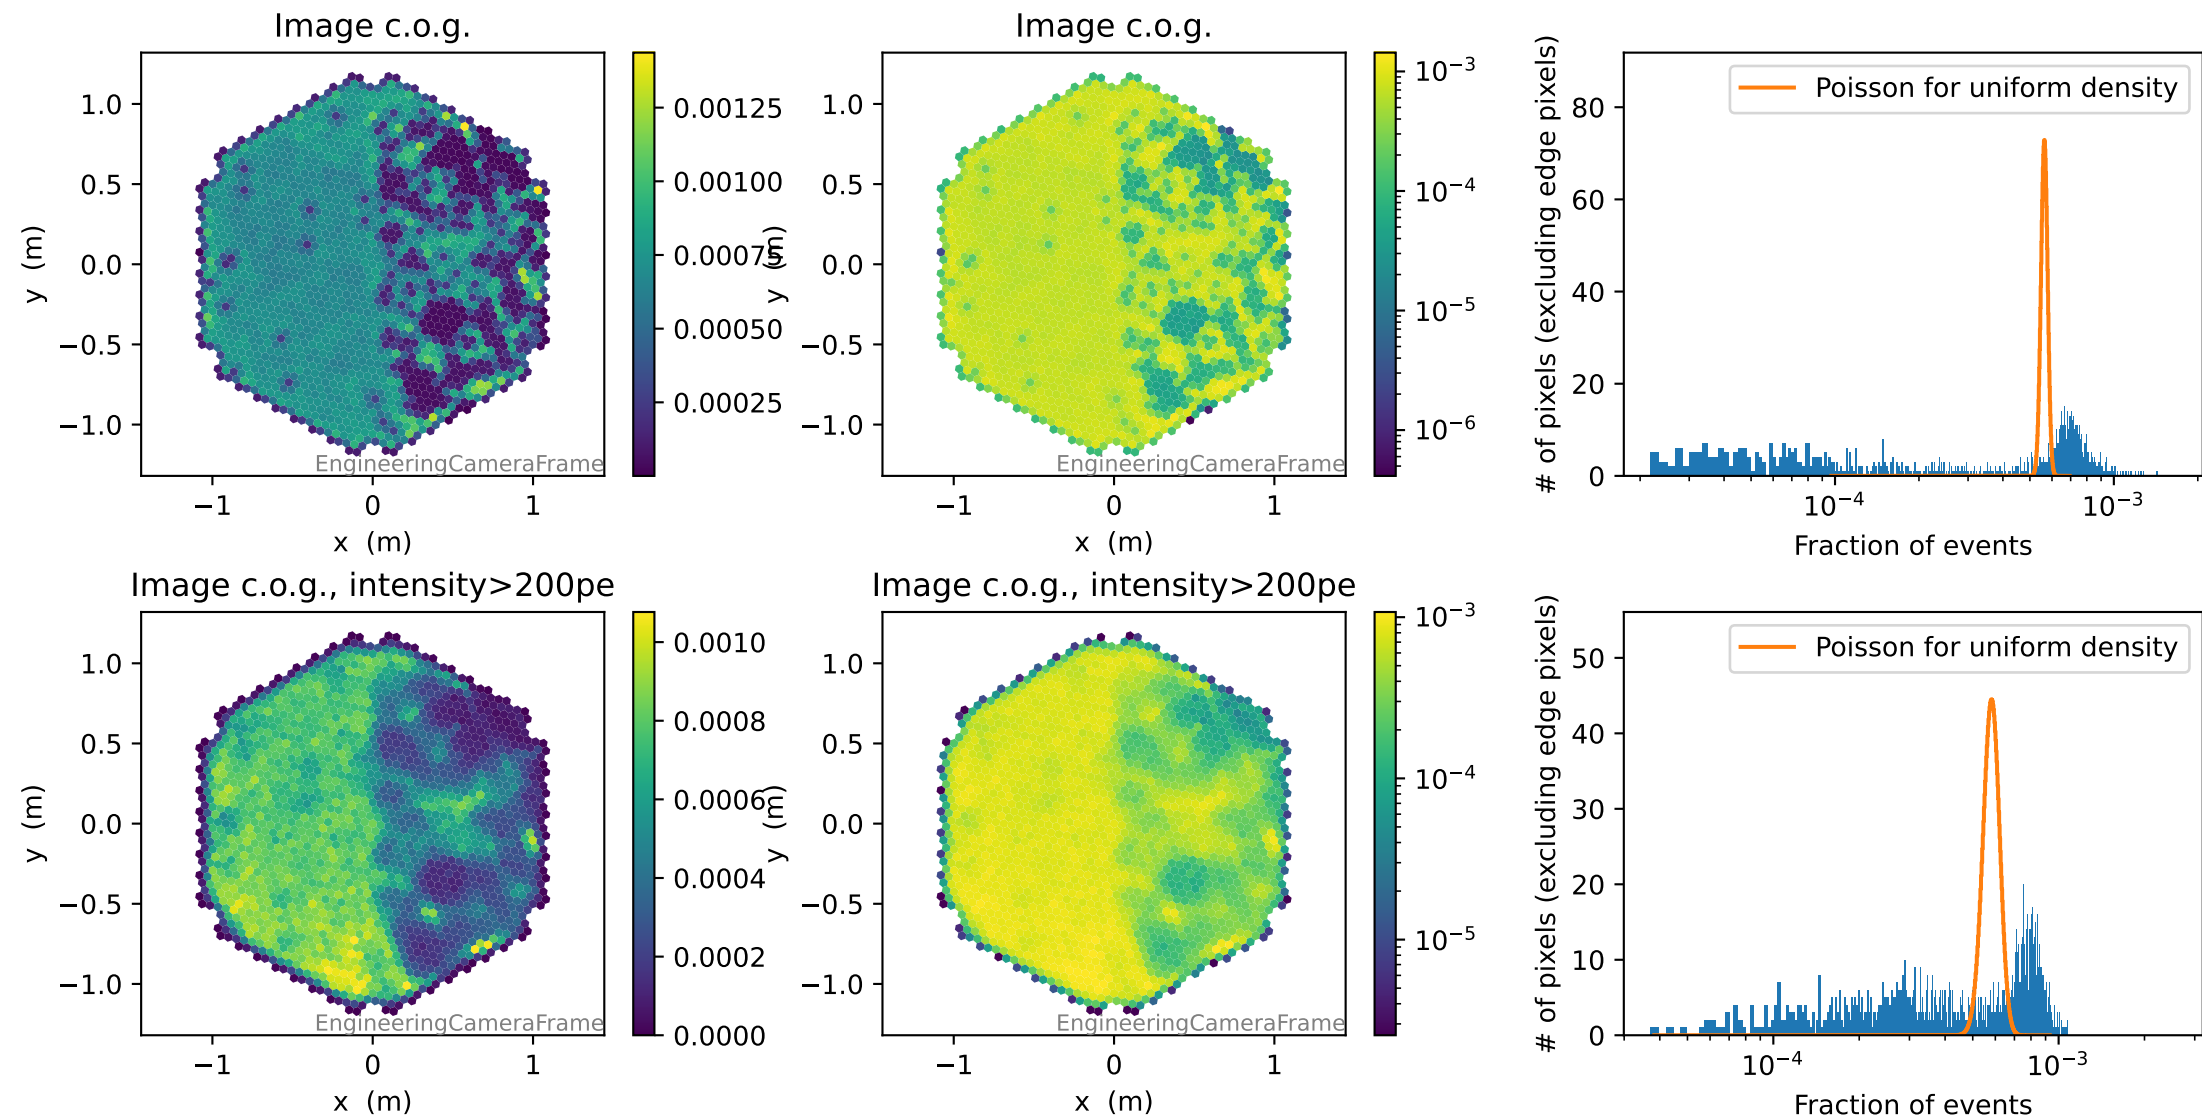 Image c.o.g.
1.0
0.5
0.0
−0.5
−1.0
y (m)
−1
0
1
x (m)
EngineeringCameraFrame
0.00125
0.00100
0.00075
0.00050
0.00025
Image c.o.g.
1.0
0.5
0.0
−0.5
−1.0
y (m)
−1
0
1
x (m)
EngineeringCameraFrame
10⁻³
10⁻⁴
10⁻⁵
10⁻⁶
Poisson for uniform density
# of pixels (excluding edge pixels)
80
60
40
20
0
10⁻⁴
10⁻³
Fraction of events
Image c.o.g., intensity>200pe
1.0
0.5
0.0
−0.5
−1.0
y (m)
−1
0
1
x (m)
EngineeringCameraFrame
0.0010
0.0008
0.0006
0.0004
0.0002
0.0000
Image c.o.g., intensity>200pe
1.0
0.5
0.0
−0.5
−1.0
y (m)
−1
0
1
x (m)
EngineeringCameraFrame
10⁻³
10⁻⁴
10⁻⁵
Poisson for uniform density
# of pixels (excluding edge pixels)
50
40
30
20
10
0
10⁻⁴
10⁻³
Fraction of events